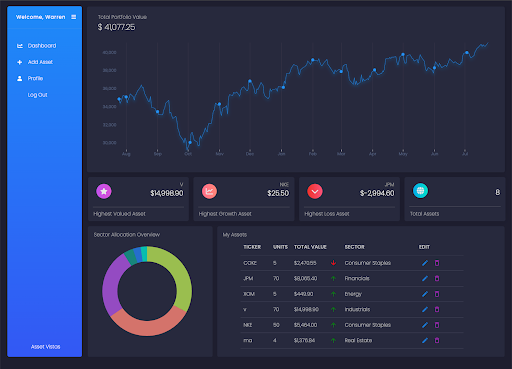 Welcome, Warren
Dashboard
Add Asset
Profile
Log Out
Asset Vistas
Total Portfolio Value
$ 41,077.25
Aug Sep Oct Nov Dec Jan Feb Mar Apr May Jun Jul
V
$14,998.90
Highest Valued Asset
NKE
$25.50
Highest Growth Asset
JPM
$-2,994.60
Highest Loss Asset
8
Total Assets
Sector Allocation Overview
My Assets
TICKER UNITS TOTAL VALUE SECTOR EDIT
COKE 5 Consumer Staples
JPM 70 $8,065.40 Financials
XOM 5 $449.90 Energy
v 70 $14,998.90 Industrials
NKE 50 $5,464.00 Consumer Staples
ma 4 $1,376.84 Real Estate